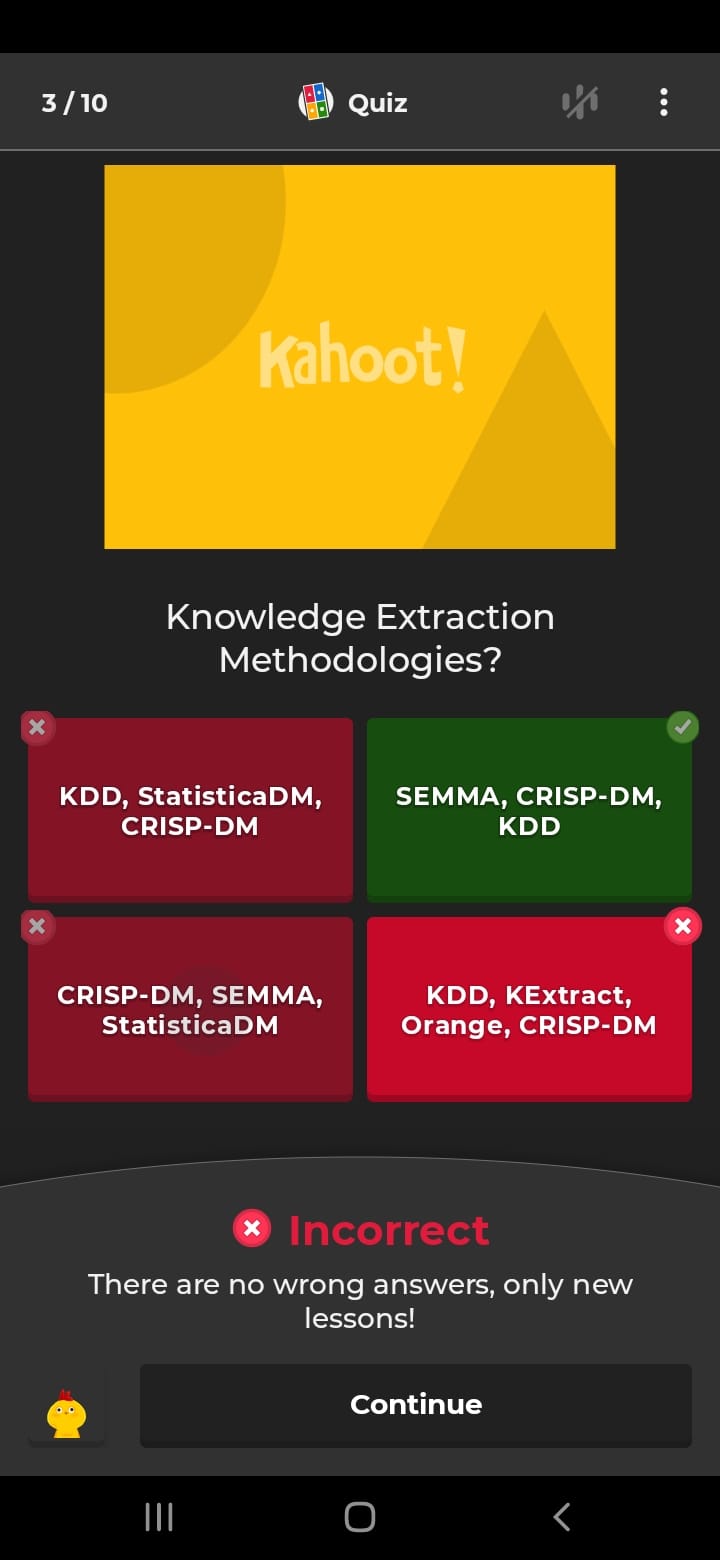 3 / 10
Quiz
Kahoot!
Knowledge Extraction
Methodologies?
KDD, StatisticaDM,
CRISP-DM
SEMMA, CRISP-DM,
KDD
CRISP-DM, SEMMA,
StatisticaDM
KDD, KExtract,
Orange, CRISP-DM
Incorrect
There are no wrong answers, only new
lessons!
Continue